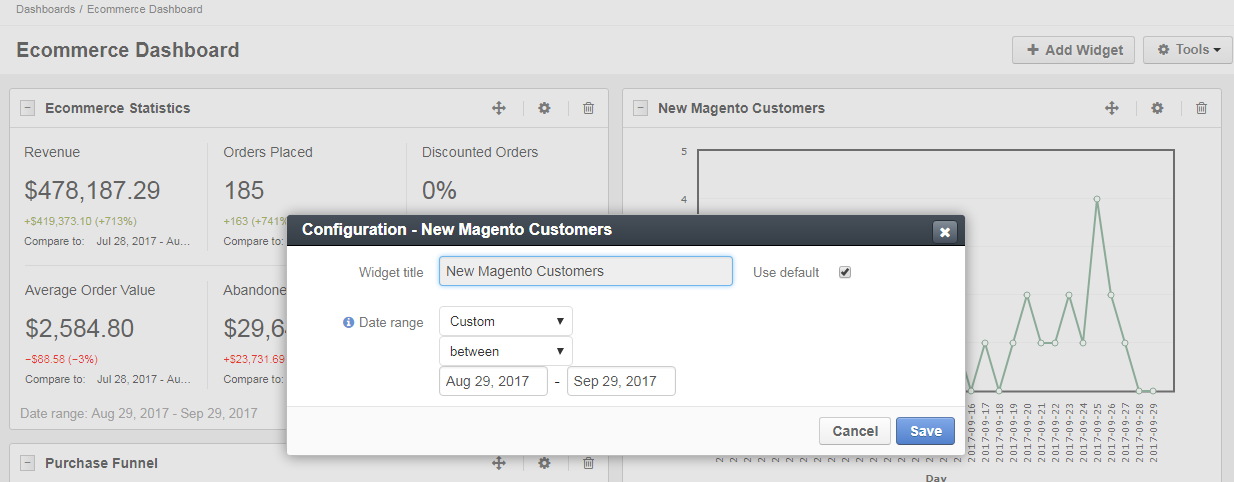 Dashboards / Ecommerce Dashboard
Ecommerce Dashboard
Add Widget
Tools
Ecommerce Statistics
Revenue
Orders Placed
Discounted Orders
$478,187.29
185
0%
+$419,373.10 (+713%)
+163 (+741%
Compare to: Jul 28, 2017 - Au...
Compare to:
Average Order Value
Abandone
$2,584.80
$29,6
−$88.58 (−3%)
+$23,731.69
Compare to: Jul 28, 2017 - Au...
Compare to:
Date range: Aug 29, 2017 - Sep 29, 2017
Purchase Funnel
New Magento Customers
5
4
2017-09-17
2017-09-18
2017-09-19
2017-09-20
2017-09-21
2017-09-22
2017-09-23
2017-09-24
2017-09-25
2017-09-26
2017-09-27
2017-09-28
2017-09-29
Day
Configuration - New Magento Customers
Widget title
New Magento Customers
Use default
Date range
Custom
between
Aug 29, 2017 - Sep 29, 2017
Cancel
Save